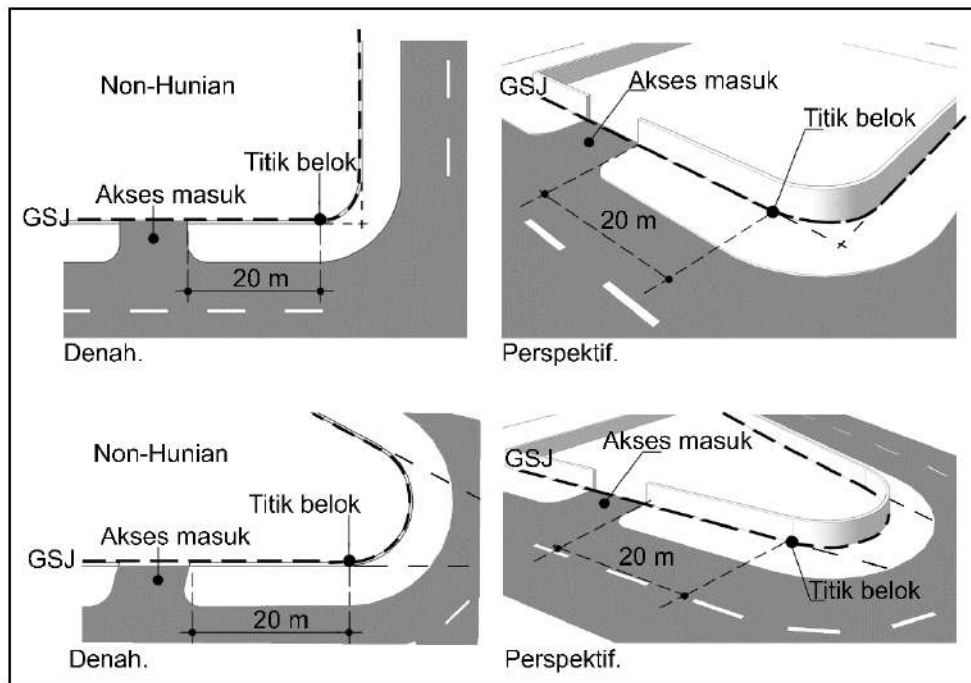 Non-Hunian
Titik belok
Akses masuk
GSJ
20 m
Denah.
GSJ
Akses masuk
Titik belok
20 m
Perspektif.
Non-Hunian
Titik belok
Akses masuk
GSJ
20 m
Denah.
Akses masuk
GSJ
20 m
Titik belok
Perspektif.